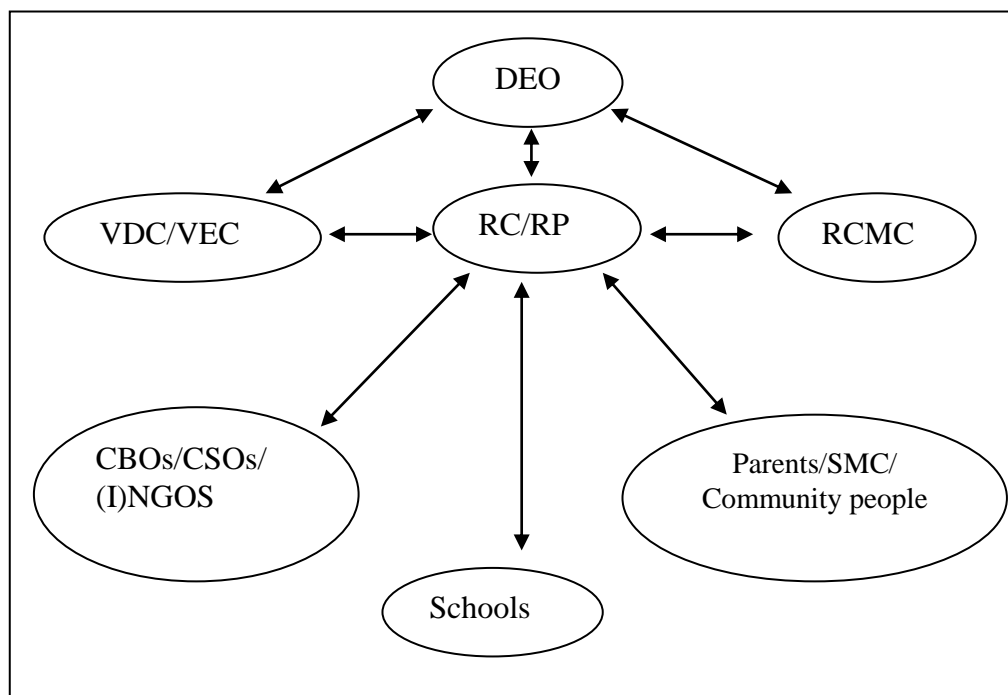 DEO
VDC/VEC
RC/RP
RCMC
CBOs/CSOs/
(I)NGOS
Parents/SMC/
Community people
Schools